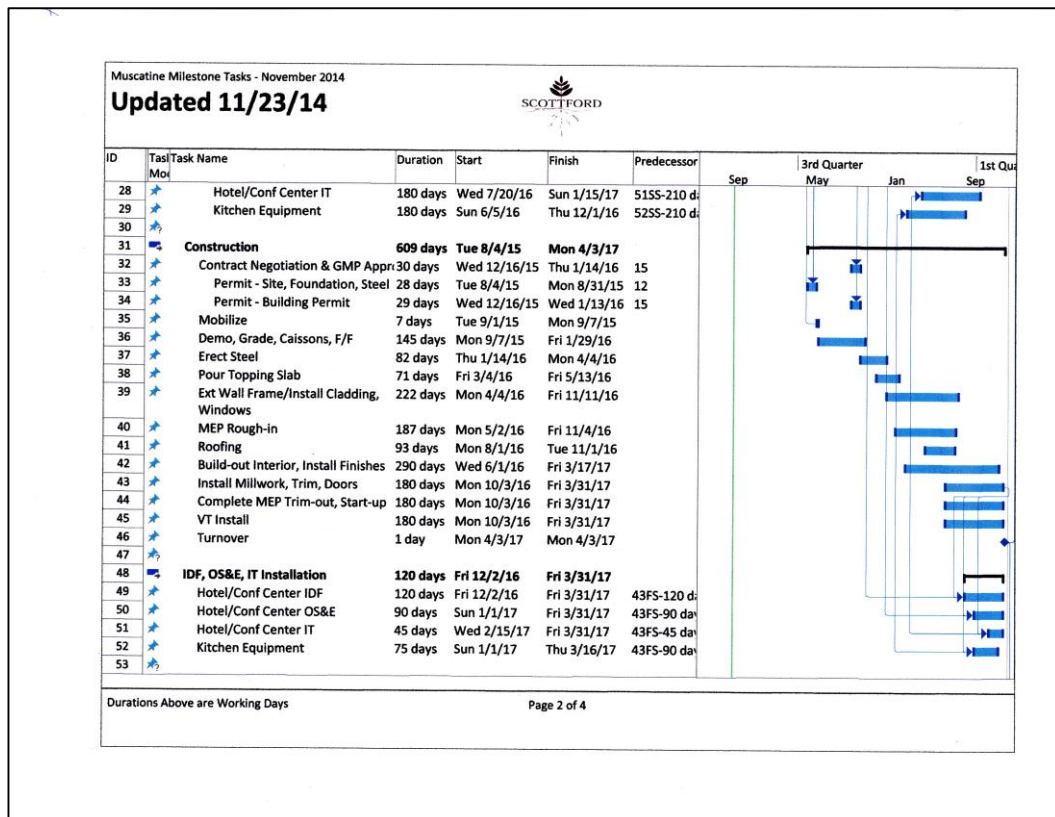 Muscatine Milestone Tasks - November 2014
Updated 11/23/14
SCOTTFORD
ID Task Name Duration Start Finish Predecessor 3rd Quarter 1st Qua
Sep May Jan Sep
28 Hotel/Conf Center IT 180 days Wed 7/20/16 Sun 1/15/17 51SS-210 d
29 Kitchen Equipment 180 days Sun 6/5/16 Thu 12/1/16 52SS-210 d
30 ?
31 Construction 609 days Tue 8/4/15 Mon 4/3/17
32 Contract Negotiation & GMP Appr 30 days Wed 12/16/15 Thu 1/14/16 15
33 Permit - Site, Foundation, Steel 28 days Tue 8/4/15 Mon 8/31/15 12
34 Permit - Building Permit 29 days Wed 12/16/15 Wed 1/13/16 15
35 Mobilize 7 days Tue 9/1/15 Mon 9/7/15
36 Demo, Grade, Caissons, F/F 145 days Mon 9/7/15 Fri 1/29/16
37 Erect Steel 82 days Thu 1/14/16 Mon 4/4/16
38 Pour Topping Slab 71 days Fri 3/4/16 Fri 5/13/16
39 Ext Wall Frame/Install Cladding, 222 days Mon 4/4/16 Fri 11/11/16
Windows
40 MEP Rough-in 187 days Mon 5/2/16 Fri 11/4/16
41 Roofing 93 days Mon 8/1/16 Tue 11/1/16
42 Build-out Interior, Install Finishes 290 days Wed 6/1/16 Fri 3/17/17
43 Install Millwork, Trim, Doors 180 days Mon 10/3/16 Fri 3/31/17
44 Complete MEP Trim-out, Start-up 180 days Mon 10/3/16 Fri 3/31/17
45 VT Install 180 days Mon 10/3/16 Fri 3/31/17
46 Turnover 1 day Mon 4/3/17 Mon 4/3/17
47 ?
48 IDF, OS&E, IT Installation 120 days Fri 12/2/16 Fri 3/31/17
49 Hotel/Conf Center IDF 120 days Fri 12/2/16 Fri 3/31/17 43FS-120 d
50 Hotel/Conf Center OS&E 90 days Sun 1/1/17 Fri 3/31/17 43FS-90 da
51 Hotel/Conf Center IT 45 days Wed 2/15/17 Fri 3/31/17 43FS-45 da
52 Kitchen Equipment 75 days Sun 1/1/17 Thu 3/16/17 43FS-90 da
53 ?
Durations Above are Working Days Page 2 of 4